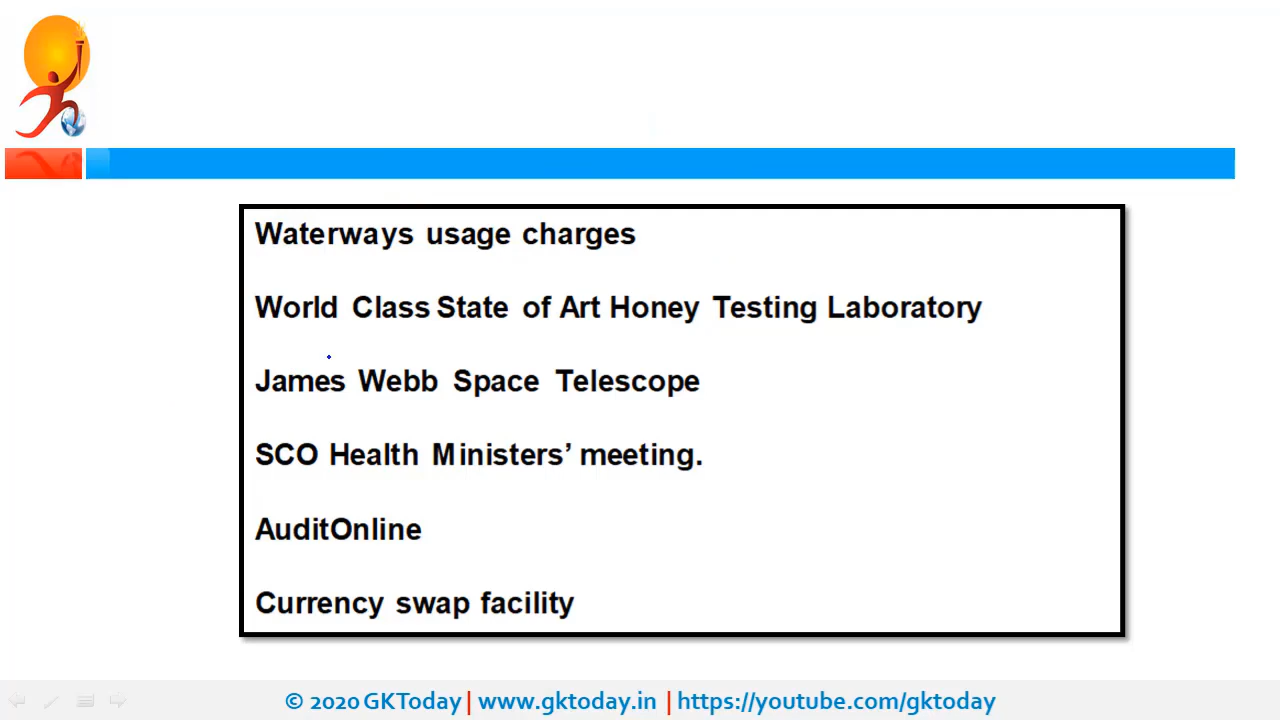 Waterways usage charges
World Class State of Art Honey Testing Laboratory
James Webb Space Telescope
SCO Health Ministers’ meeting.
AuditOnline
Currency swap facility
© 2020 GKToday | www.gktoday.in | https://youtube.com/gktoday